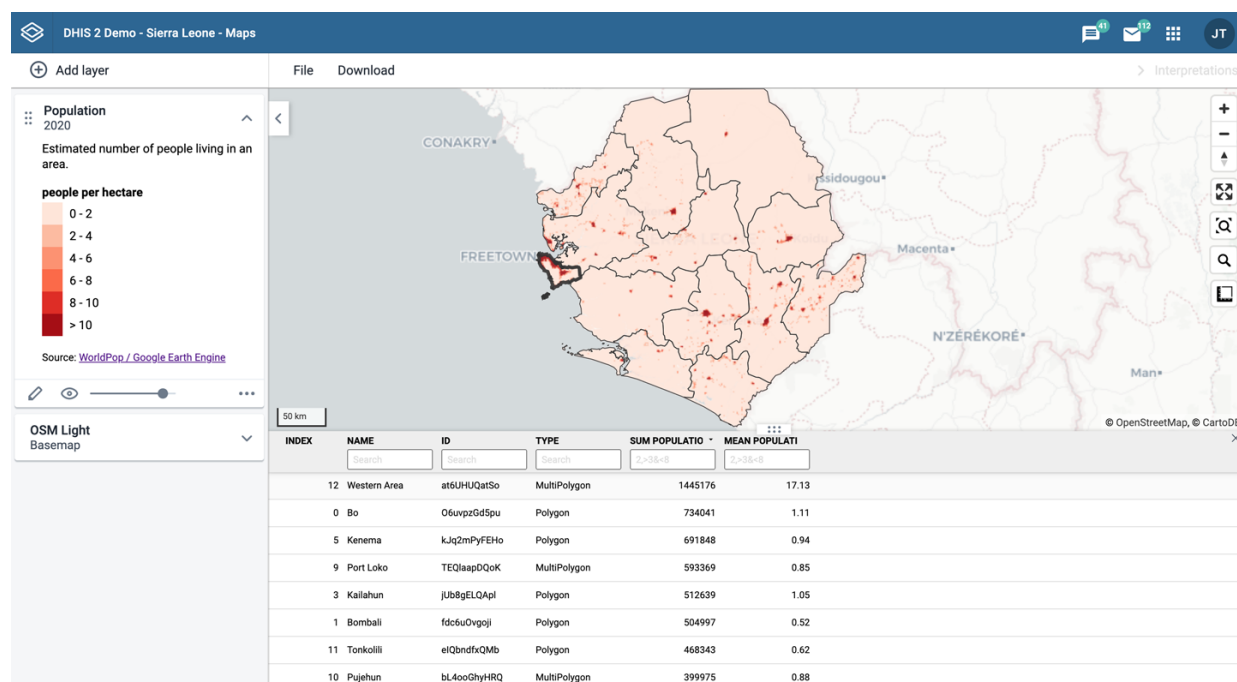 DHIS 2 Demo - Sierra Leone - Maps
41
112
JT
Add layer
File Download
Interpretations
Population
2020
Estimated number of people living in an
area.
people per hectare
0 - 2
2 - 4
4 - 6
6 - 8
8 - 10
> 10
Source: WorldPop / Google Earth Engine
OSM Light
Basemap
CONAKRY
FREETOWN
ssidougou
Macenta
N'ZÉRÉKORÉ
Man
50 km
© OpenStreetMap, © CartoDB
INDEX NAME ID TYPE SUM POPULATIO MEAN POPULATI
Search Search Search 2,>3&<8 2,>3&<8
12 Western Area at6UHUQatSo MultiPolygon 1445176 17.13
0 Bo O6uvpzGd5pu Polygon 734041 1.11
5 Kenema kJq2mPyFEHo Polygon 691848 0.94
9 Port Loko TEQlaapDQoK MultiPolygon 593369 0.85
3 Kailahun jUb8gELQApl Polygon 512639 1.05
1 Bombali fdc6uOvgoji Polygon 504997 0.52
11 Tonkolili eIQbndfxQMb Polygon 468343 0.62
10 Pujehun bL4ooGhyHRQ MultiPolygon 399975 0.88